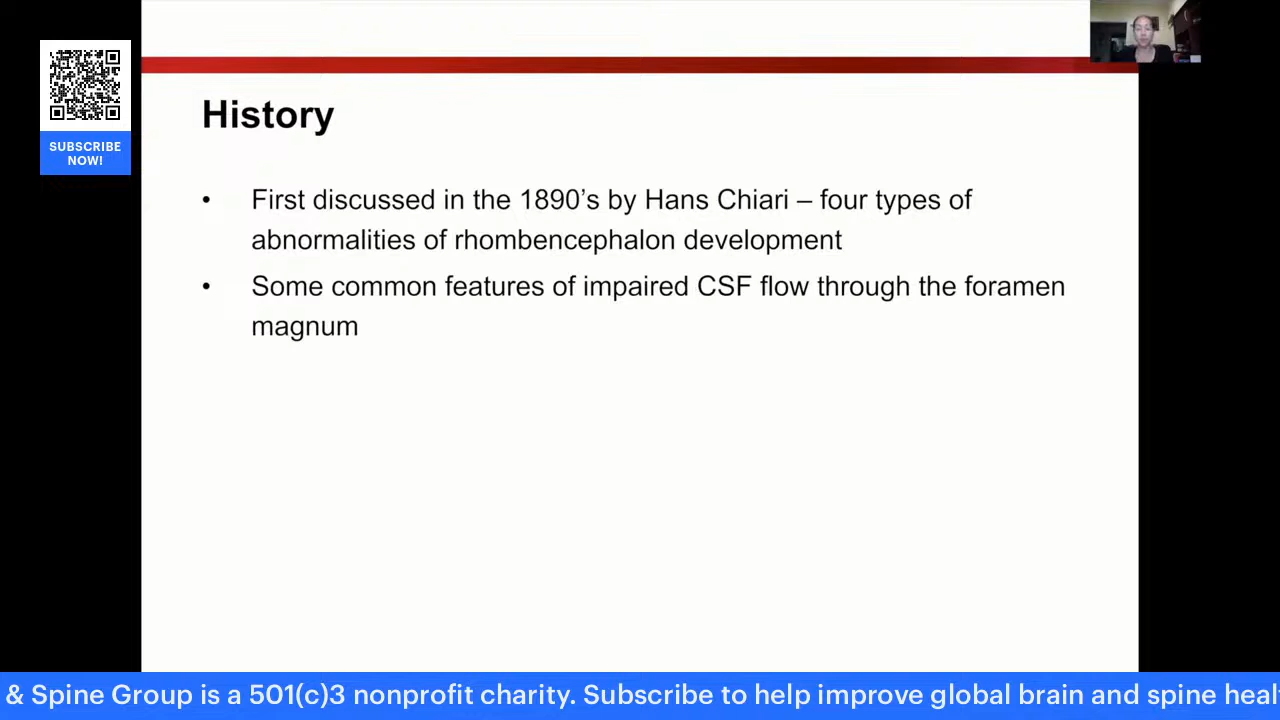 SUBSCRIBE
NOW!
History
• First discussed in the 1890’s by Hans Chiari – four types of
abnormalities of rhombencephalon development
• Some common features of impaired CSF flow through the foramen
magnum
& Spine Group is a 501(c)3 nonprofit charity. Subscribe to help improve global brain and spine heal